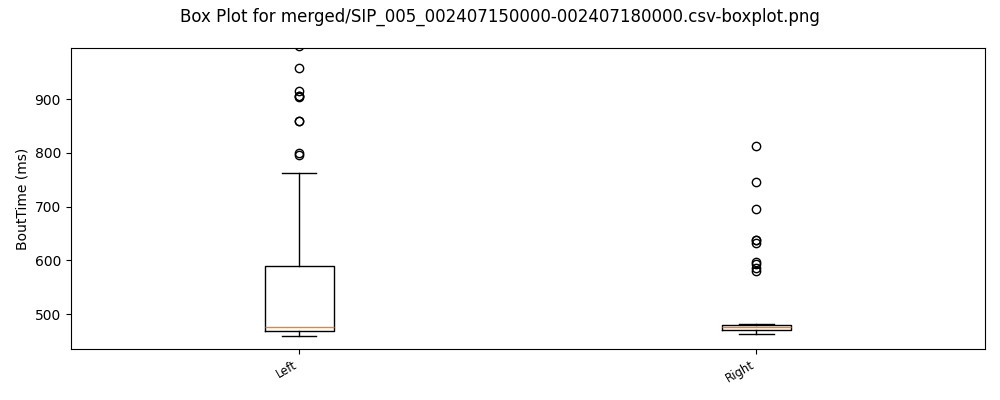 Box Plot for merged/SIP_005_002407150000-002407180000.csv-boxplot.png
BoutTime (ms)
900
800
700
600
500
Left
Right